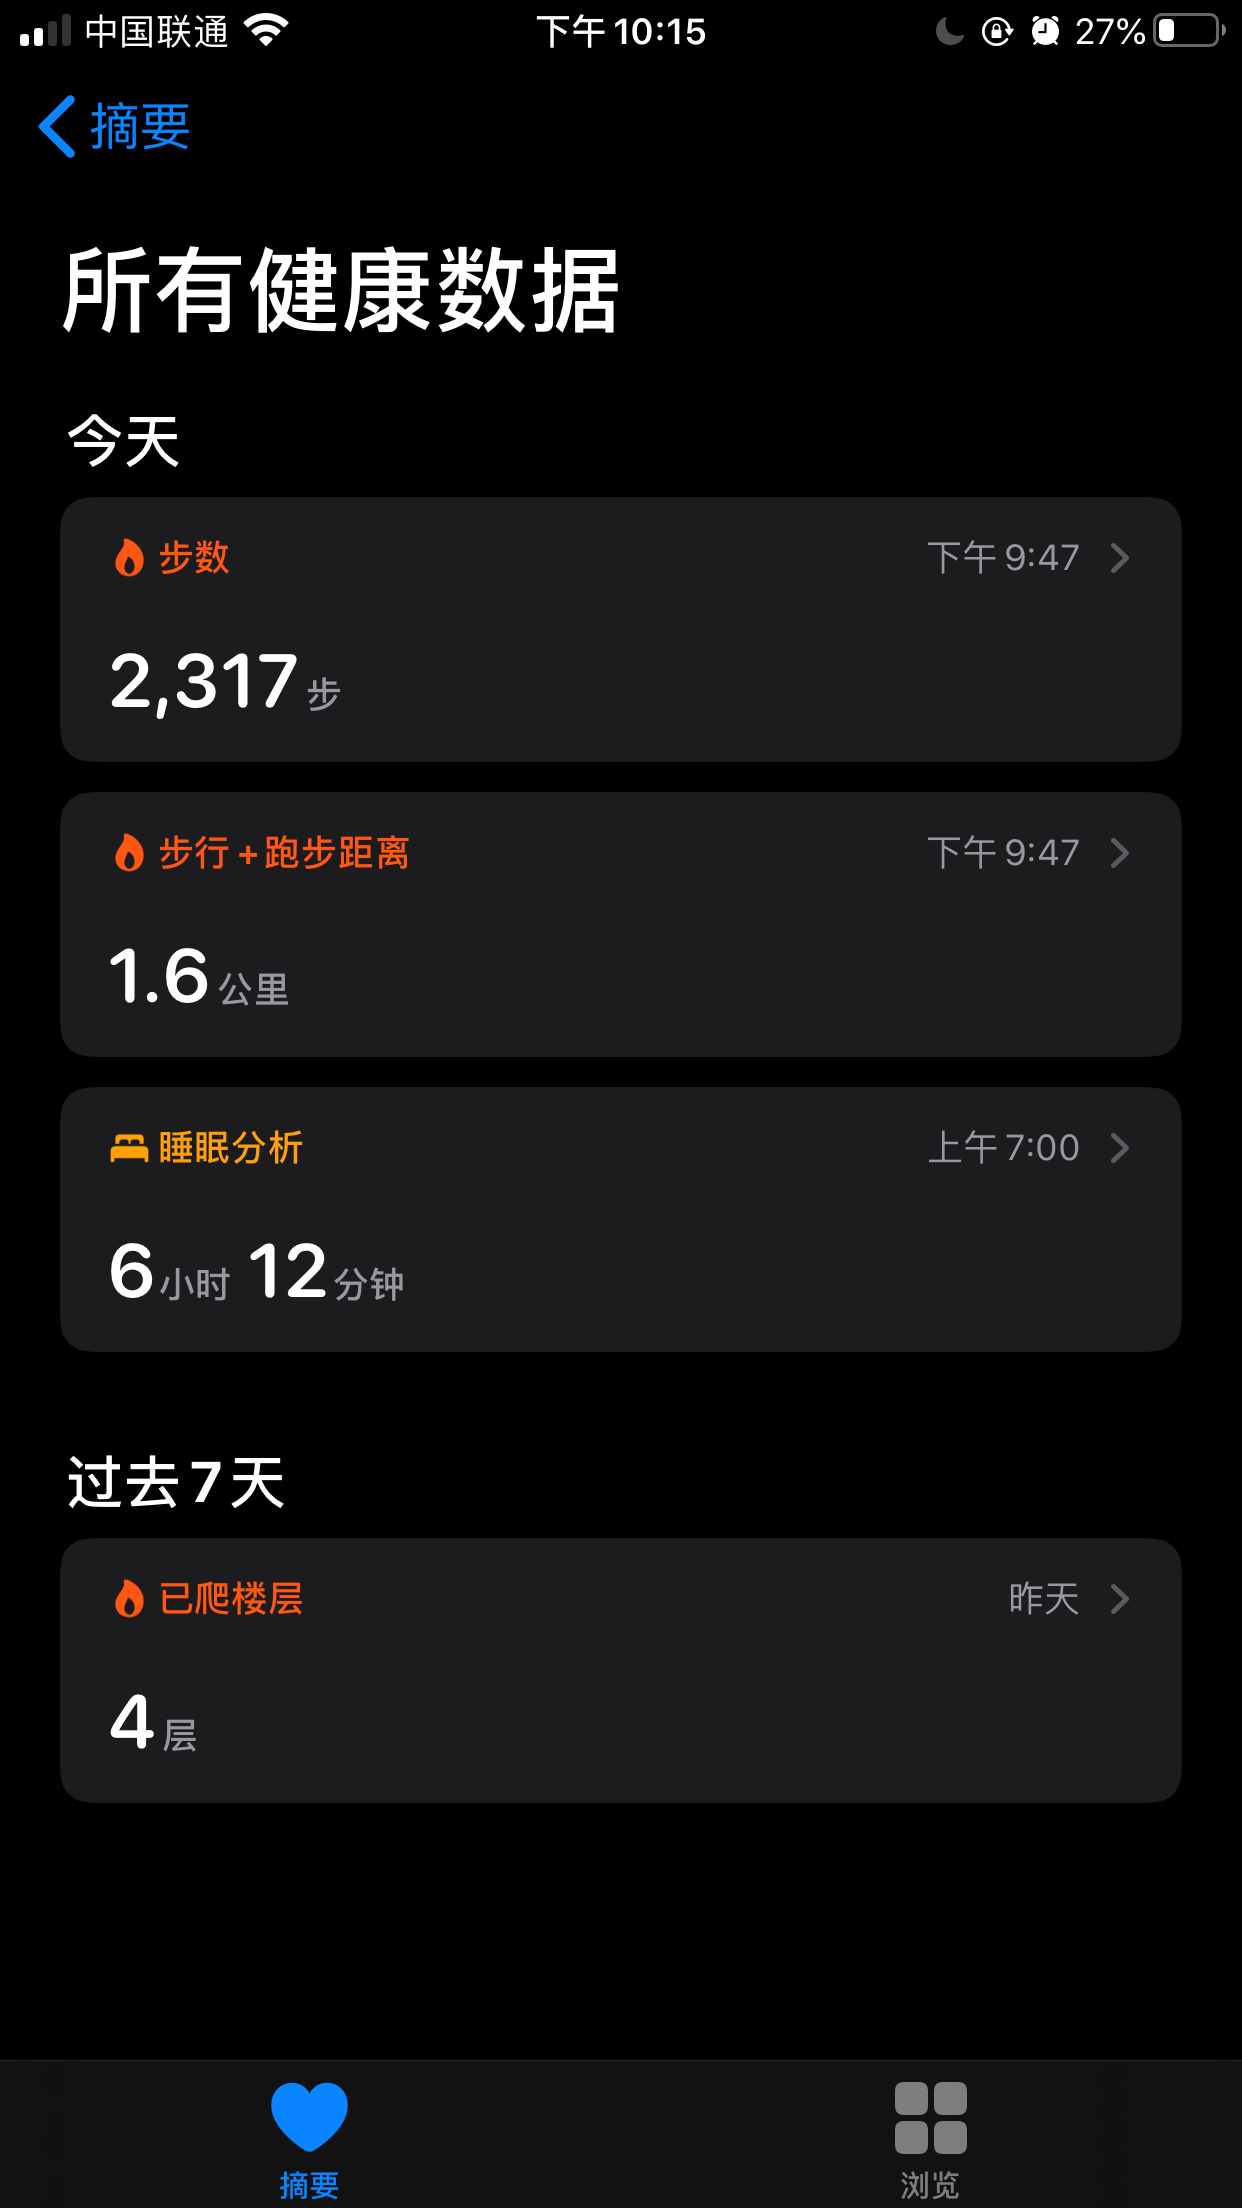 中国联通 下午 10:15 27%
摘要
所有健康数据
今天
步数 下午 9:47
2,317 步
步行 + 跑步距离 下午 9:47
1.6 公里
睡眠分析 上午 7:00
6 小时 12 分钟
过去 7 天
已爬楼层 昨天
4 层
摘要 浏览